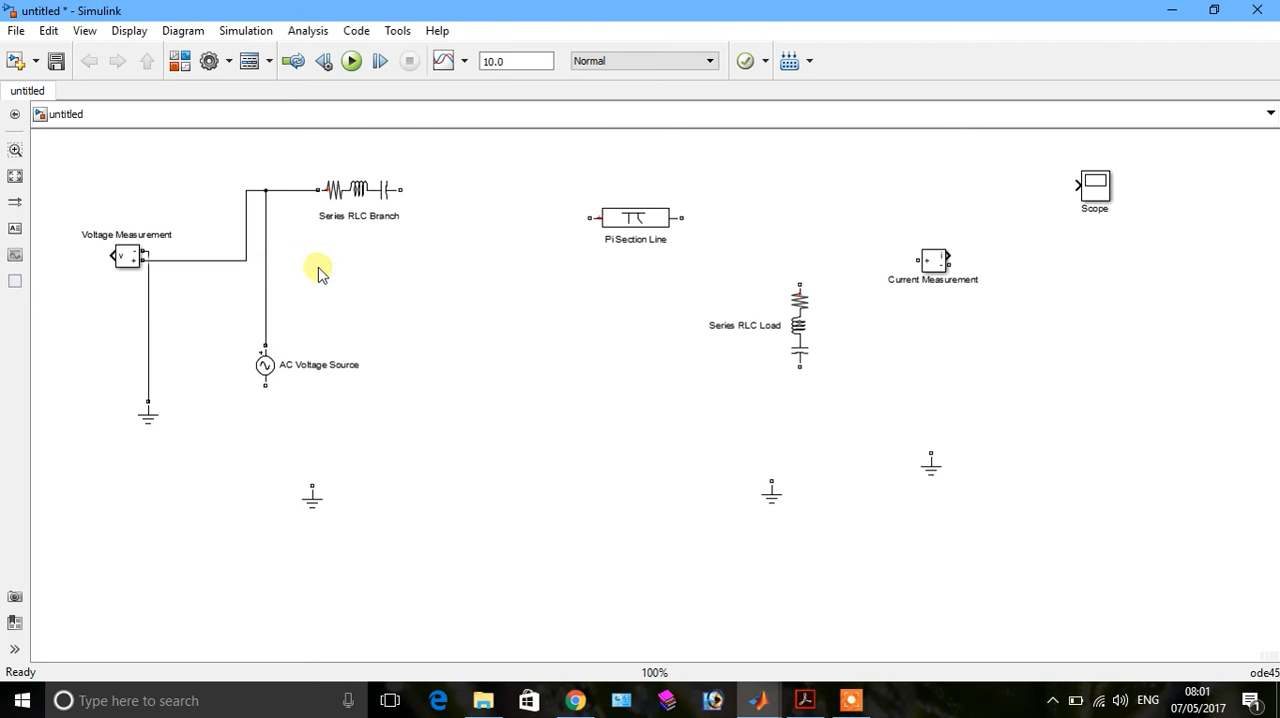 untitled * - Simulink
File Edit View Display Diagram Simulation Analysis Code Tools Help
10.0 Normal
untitled
untitled
Series RLC Branch
Scope
Voltage Measurement
v
-
+
Pi Section Line
+
i
-
Current Measurement
Series RLC Load
+
AC Voltage Source
Ready 100% ode45
Type here to search ENG 08:01
07/05/2017
1